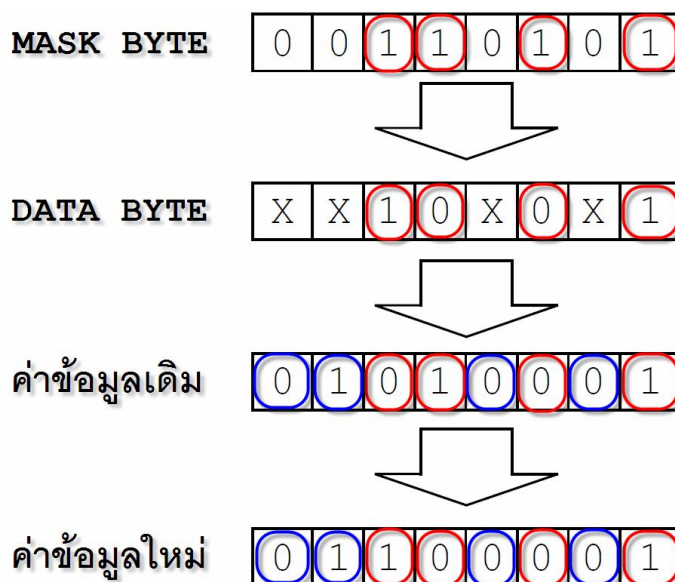 MASK BYTE 0 0 1 1 0 1 0 1
DATA BYTE X X 1 0 X 0 X 1
ค่าข้อมูลเดิม 0 1 0 1 0 0 0 1
ค่าข้อมูลใหม่ 0 1 1 0 0 0 0 1